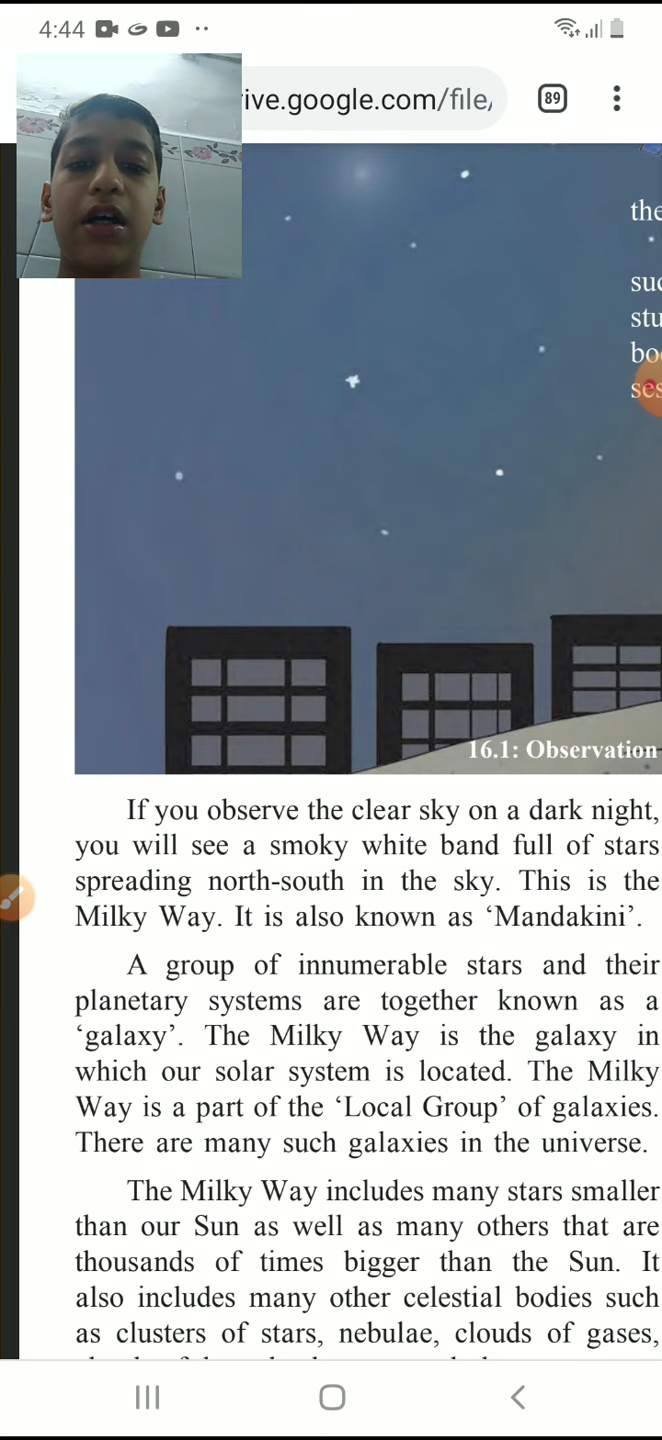 4:44
rive.google.com/file/
89
the
suc
stu
bo
ses
16.1: Observation
If you observe the clear sky on a dark night,
you will see a smoky white band full of stars
spreading north-south in the sky. This is the
Milky Way. It is also known as ‘Mandakini’.
A group of innumerable stars and their
planetary systems are together known as a
‘galaxy’. The Milky Way is the galaxy in
which our solar system is located. The Milky
Way is a part of the ‘Local Group’ of galaxies.
There are many such galaxies in the universe.
The Milky Way includes many stars smaller
than our Sun as well as many others that are
thousands of times bigger than the Sun. It
also includes many other celestial bodies such
as clusters of stars, nebulae, clouds of gases,